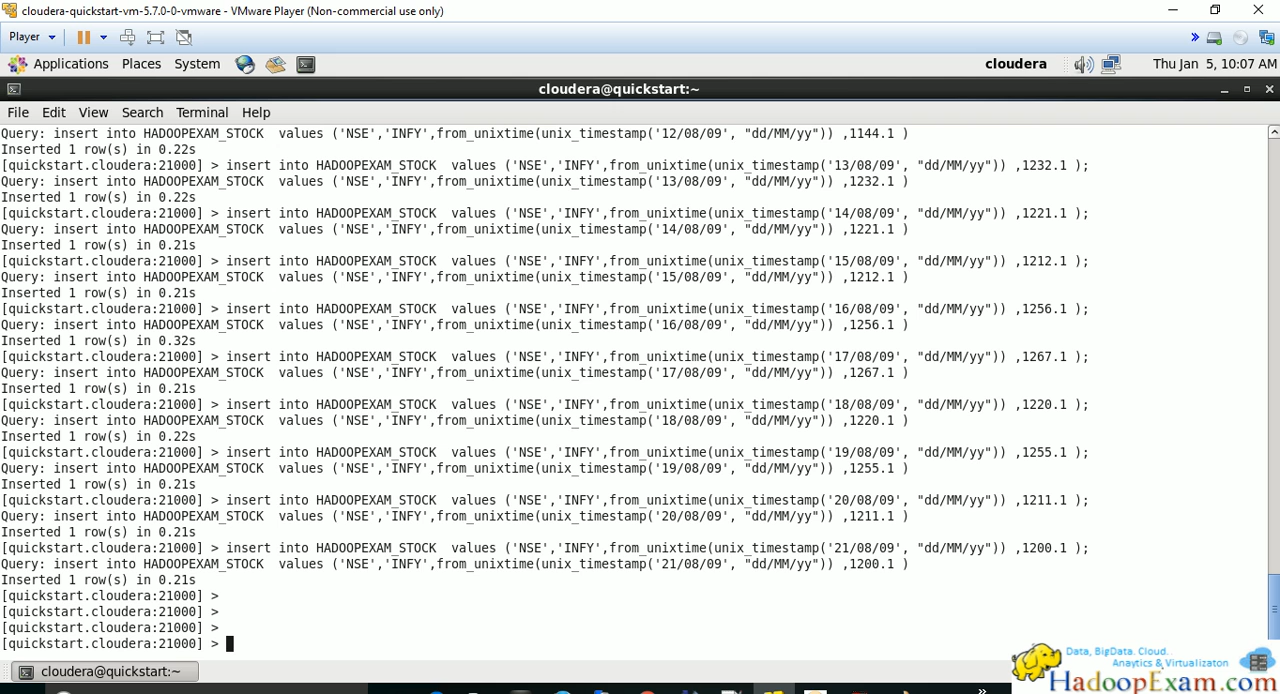 cloudera-quickstart-vm-5.7.0-0-vmware - VMware Player (Non-commercial use only)
Player
Applications Places System cloudera Thu Jan 5, 10:07 AM
cloudera@quickstart:~
File Edit View Search Terminal Help
Query: insert into HADOOPEXAM_STOCK  values ('NSE','INFY',from_unixtime(unix_timestamp('12/08/09', "dd/MM/yy")) ,1144.1 )
Inserted 1 row(s) in 0.22s
[quickstart.cloudera:21000] > insert into HADOOPEXAM_STOCK  values ('NSE','INFY',from_unixtime(unix_timestamp('13/08/09', "dd/MM/yy")) ,1232.1 );
Query: insert into HADOOPEXAM_STOCK  values ('NSE','INFY',from_unixtime(unix_timestamp('13/08/09', "dd/MM/yy")) ,1232.1 )
Inserted 1 row(s) in 0.22s
[quickstart.cloudera:21000] > insert into HADOOPEXAM_STOCK  values ('NSE','INFY',from_unixtime(unix_timestamp('14/08/09', "dd/MM/yy")) ,1221.1 );
Query: insert into HADOOPEXAM_STOCK  values ('NSE','INFY',from_unixtime(unix_timestamp('14/08/09', "dd/MM/yy")) ,1221.1 )
Inserted 1 row(s) in 0.21s
[quickstart.cloudera:21000] > insert into HADOOPEXAM_STOCK  values ('NSE','INFY',from_unixtime(unix_timestamp('15/08/09', "dd/MM/yy")) ,1212.1 );
Query: insert into HADOOPEXAM_STOCK  values ('NSE','INFY',from_unixtime(unix_timestamp('15/08/09', "dd/MM/yy")) ,1212.1 )
Inserted 1 row(s) in 0.21s
[quickstart.cloudera:21000] > insert into HADOOPEXAM_STOCK  values ('NSE','INFY',from_unixtime(unix_timestamp('16/08/09', "dd/MM/yy")) ,1256.1 );
Query: insert into HADOOPEXAM_STOCK  values ('NSE','INFY',from_unixtime(unix_timestamp('16/08/09', "dd/MM/yy")) ,1256.1 )
Inserted 1 row(s) in 0.32s
[quickstart.cloudera:21000] > insert into HADOOPEXAM_STOCK  values ('NSE','INFY',from_unixtime(unix_timestamp('17/08/09', "dd/MM/yy")) ,1267.1 );
Query: insert into HADOOPEXAM_STOCK  values ('NSE','INFY',from_unixtime(unix_timestamp('17/08/09', "dd/MM/yy")) ,1267.1 )
Inserted 1 row(s) in 0.21s
[quickstart.cloudera:21000] > insert into HADOOPEXAM_STOCK  values ('NSE','INFY',from_unixtime(unix_timestamp('18/08/09', "dd/MM/yy")) ,1220.1 );
Query: insert into HADOOPEXAM_STOCK  values ('NSE','INFY',from_unixtime(unix_timestamp('18/08/09', "dd/MM/yy")) ,1220.1 )
Inserted 1 row(s) in 0.22s
[quickstart.cloudera:21000] > insert into HADOOPEXAM_STOCK  values ('NSE','INFY',from_unixtime(unix_timestamp('19/08/09', "dd/MM/yy")) ,1255.1 );
Query: insert into HADOOPEXAM_STOCK  values ('NSE','INFY',from_unixtime(unix_timestamp('19/08/09', "dd/MM/yy")) ,1255.1 )
Inserted 1 row(s) in 0.21s
[quickstart.cloudera:21000] > insert into HADOOPEXAM_STOCK  values ('NSE','INFY',from_unixtime(unix_timestamp('20/08/09', "dd/MM/yy")) ,1211.1 );
Query: insert into HADOOPEXAM_STOCK  values ('NSE','INFY',from_unixtime(unix_timestamp('20/08/09', "dd/MM/yy")) ,1211.1 )
Inserted 1 row(s) in 0.21s
[quickstart.cloudera:21000] > insert into HADOOPEXAM_STOCK  values ('NSE','INFY',from_unixtime(unix_timestamp('21/08/09', "dd/MM/yy")) ,1200.1 );
Query: insert into HADOOPEXAM_STOCK  values ('NSE','INFY',from_unixtime(unix_timestamp('21/08/09', "dd/MM/yy")) ,1200.1 )
Inserted 1 row(s) in 0.21s
[quickstart.cloudera:21000] >
[quickstart.cloudera:21000] >
[quickstart.cloudera:21000] >
[quickstart.cloudera:21000] >
cloudera@quickstart:~
Data, BigData. Cloud..
Anaytics & Virtualizaton
HadoopExam.com